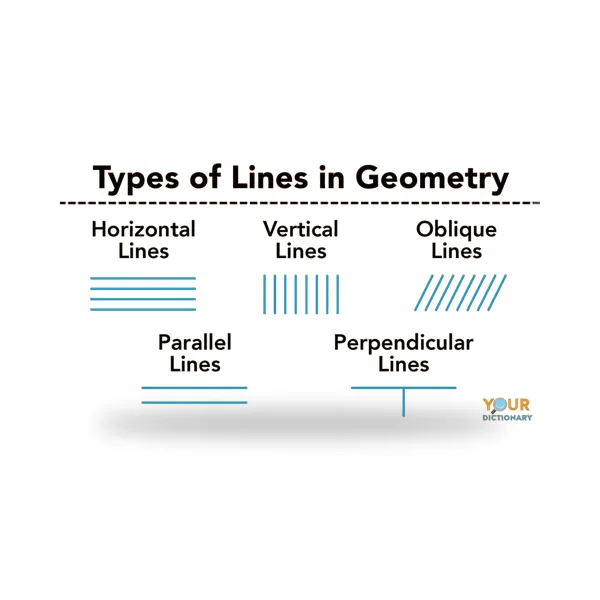 Types of Lines in Geometry
Horizontal
Lines
Vertical
Lines
Oblique
Lines
Parallel
Lines
Perpendicular
Lines
YOUR
DICTIONARY